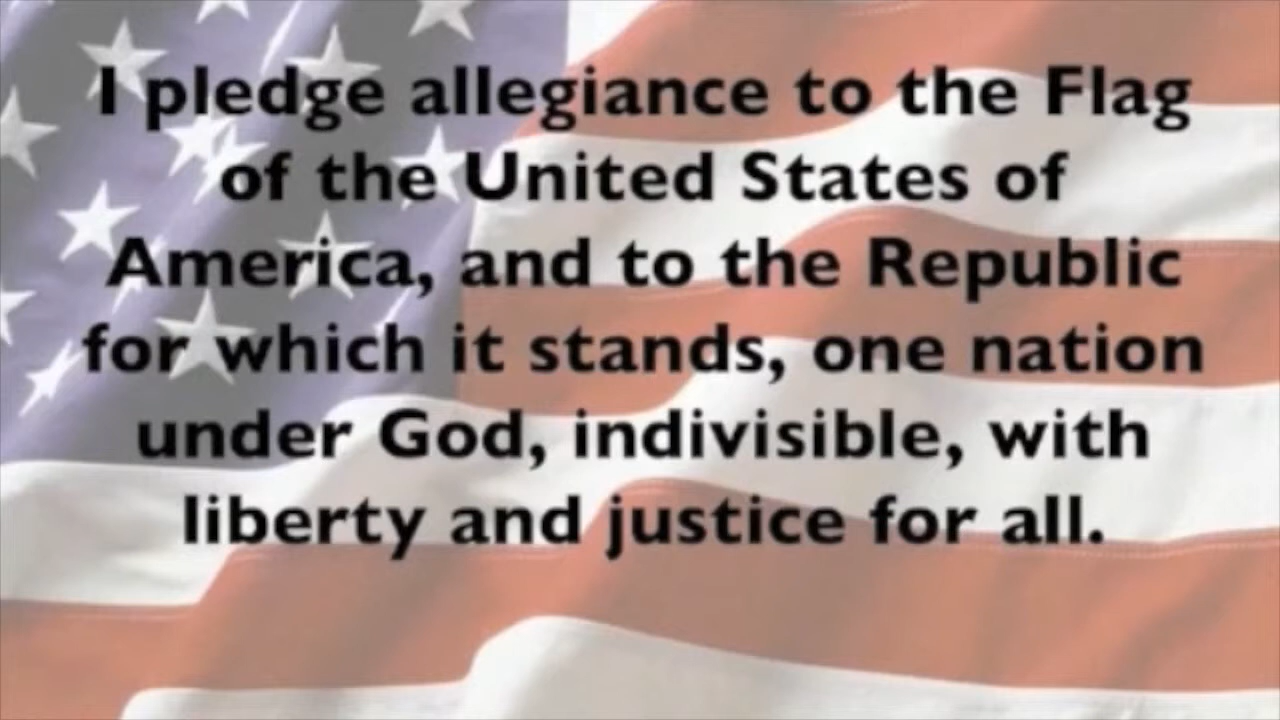 I pledge allegiance to the Flag
of the United States of
America, and to the Republic
for which it stands, one nation
under God, indivisible, with
liberty and justice for all.